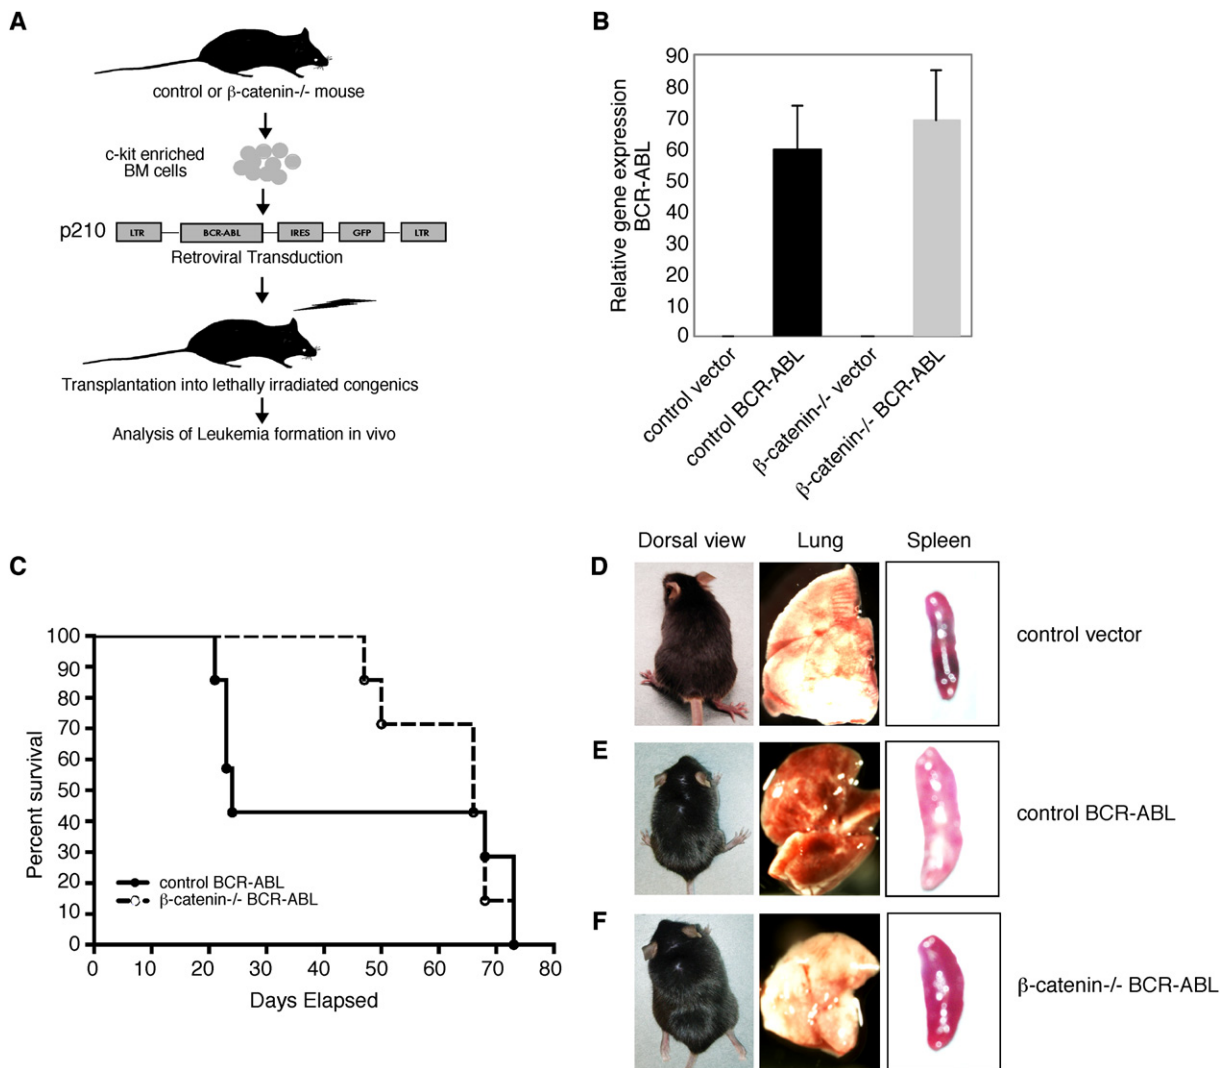 A
control or β-catenin-/- mouse
c-kit enriched
BM cells
p210
LTR
BCR-ABL
IRES
GFP
LTR
Retroviral Transduction
Transplantation into lethally irradiated congenics
Analysis of Leukemia formation in vivo
B
Relative gene expression
BCR-ABL
90
80
70
60
50
40
30
20
10
0
control vector
control BCR-ABL
β-catenin-/- vector
β-catenin-/- BCR-ABL
C
Percent survival
100
90
80
70
60
50
40
30
20
10
0
control BCR-ABL
β-catenin-/- BCR-ABL
0 10 20 30 40 50 60 70 80
Days Elapsed
Dorsal view Lung Spleen
D
control vector
E
control BCR-ABL
F
β-catenin-/- BCR-ABL